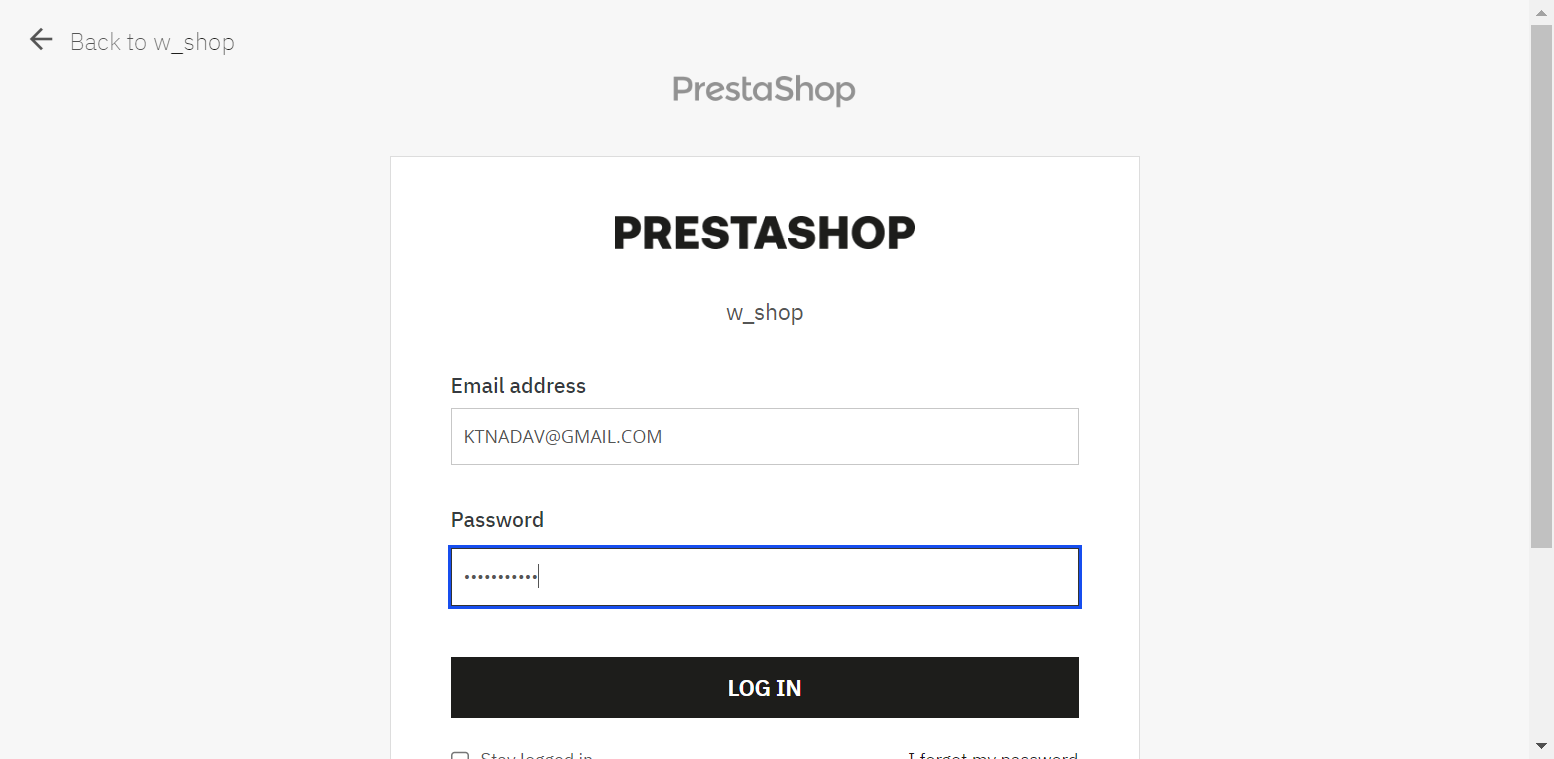 Back to w_shop
PrestaShop
PRESTASHOP
w_shop
Email address
KTNADAV@GMAIL.COM
Password
•••••••••••
LOG IN
Stay logged in
I forgot my password